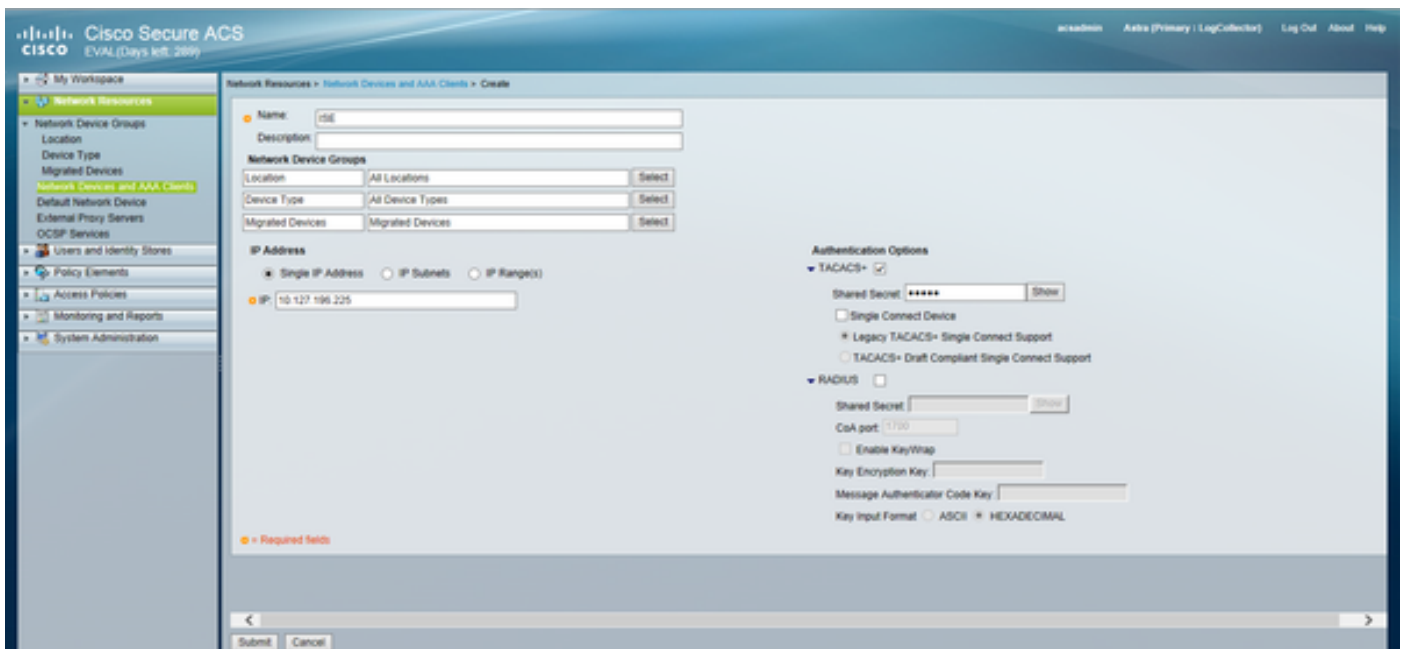 Cisco Secure ACS
CISCO EVAL(Days left: 289)
acsadmin Astra (Primary : LogCollector) Log Out About Help
My Workspace
Network Resources
Network Device Groups
Location
Device Type
Migrated Devices
Network Devices and AAA Clients
Default Network Device
External Proxy Servers
OCSP Services
Users and Identity Stores
Policy Elements
Access Policies
Monitoring and Reports
System Administration
Network Resources > Network Devices and AAA Clients > Create
Name: ISE
Description:
Network Device Groups
Location All Locations Select
Device Type All Device Types Select
Migrated Devices Migrated Devices Select
IP Address
Single IP Address IP Subnets IP Range(s)
IP: 10.127.196.225
Authentication Options
TACACS+
Shared Secret: ••••• Show
Single Connect Device
Legacy TACACS+ Single Connect Support
TACACS+ Draft Compliant Single Connect Support
RADIUS
Shared Secret: Show
CoA port: 1700
Enable KeyWrap
Key Encryption Key:
Message Authenticator Code Key:
Key Input Format ASCII HEXADECIMAL
= Required fields
Submit Cancel